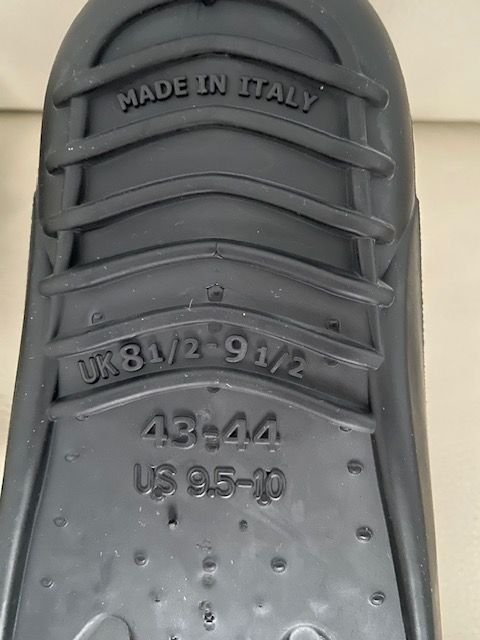 MADE IN ITALY
UK 8 1/2-9 1/2
43-44
US 9.5-10